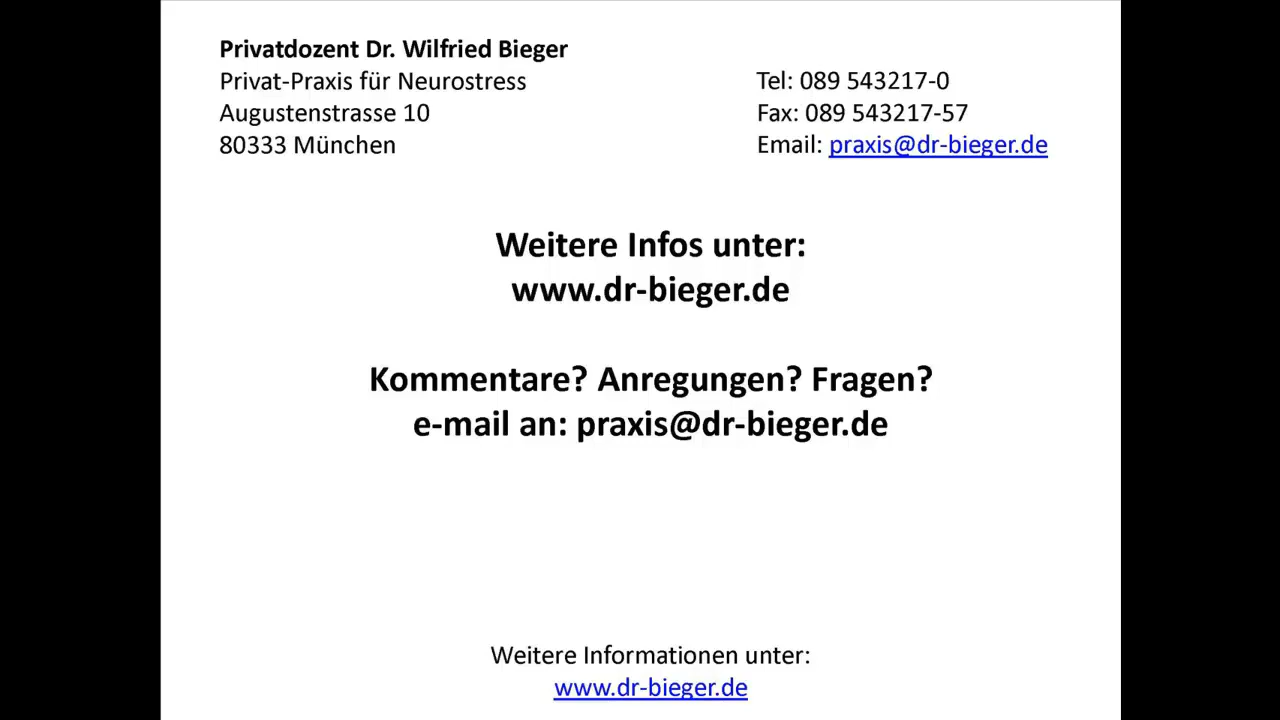 Privatdozent Dr. Wilfried Bieger
Privat-Praxis für Neurostress
Augustenstrasse 10
80333 München
Tel: 089 543217-0
Fax: 089 543217-57
Email: praxis@dr-bieger.de
Weitere Infos unter:
www.dr-bieger.de
Kommentare? Anregungen? Fragen?
e-mail an: praxis@dr-bieger.de
Weitere Informationen unter:
www.dr-bieger.de